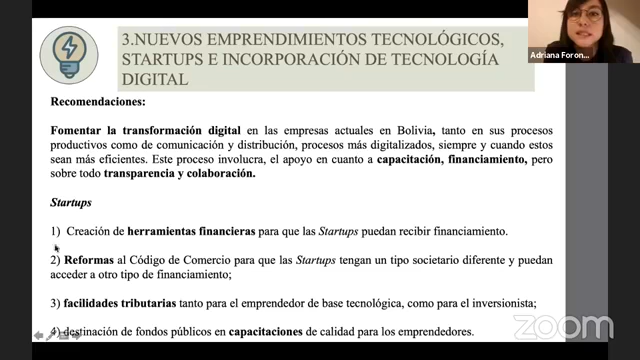 3.NUEVOS EMPRENDIMIENTOS TECNOLÓGICOS,
STARTUPS E INCORPORACIÓN DE TECNOLOGÍA
DIGITAL
Adriana Foron...
Recomendaciones:
Fomentar la transformación digital en las empresas actuales en Bolivia, tanto en sus procesos
productivos como de comunicación y distribución, procesos más digitalizados, siempre y cuando estos
sean más eficientes. Este proceso involucra, el apoyo en cuanto a capacitación, financiamiento, pero
sobre todo transparencia y colaboración.
Startups
1) Creación de herramientas financieras para que las Startups puedan recibir financiamiento.
2) Reformas al Código de Comercio para que las Startups tengan un tipo societario diferente y puedan
acceder a otro tipo de financiamiento;
3) facilidades tributarias tanto para el emprendedor de base tecnológica, como para el inversionista;
4) destinación de fondos públicos en capacitaciones de calidad para los emprendedores.
zoom